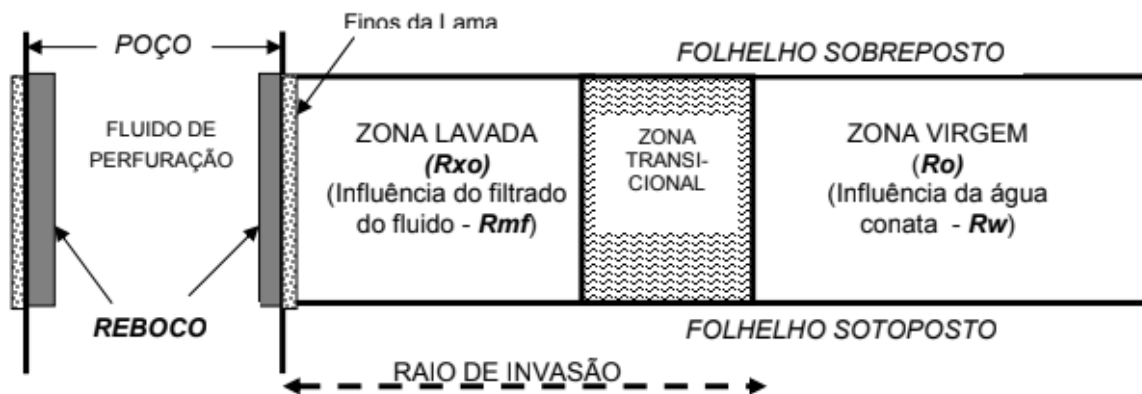 Finos da Lama
POÇO
FOLHELHO SOBREPOSTO
FLUIDO DE
PERFURAÇÃO
ZONA LAVADA
(Rxo)
(Influência do filtrado
do fluido - Rmf)
ZONA
TRANSI-
CIONAL
ZONA VIRGEM
(Ro)
(Influência da água
conata - Rw)
REBOCO
FOLHELHO SOTOPOSTO
RAIO DE INVASÃO